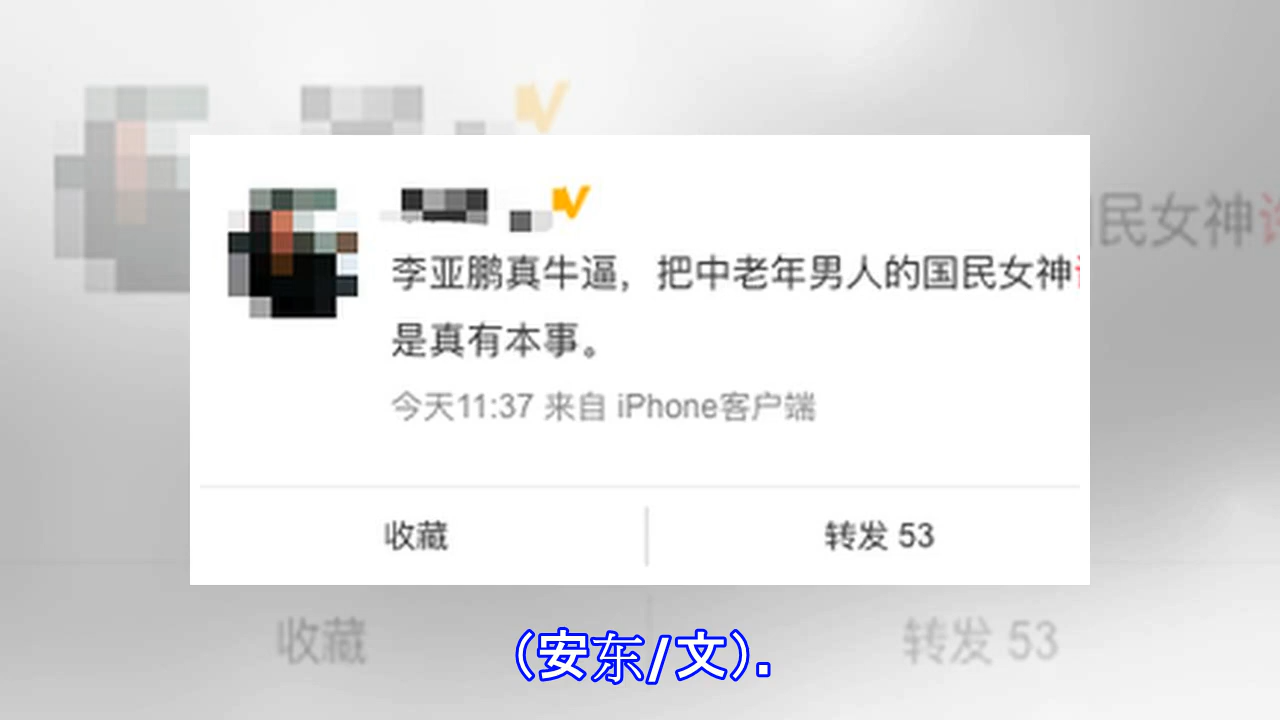 李亚鹏真牛逼，把中老年男人的国民女神
是真有本事。
今天11:37 来自 iPhone客户端
收藏
转发 53
民女神
收藏
转发 53
(安东/文).